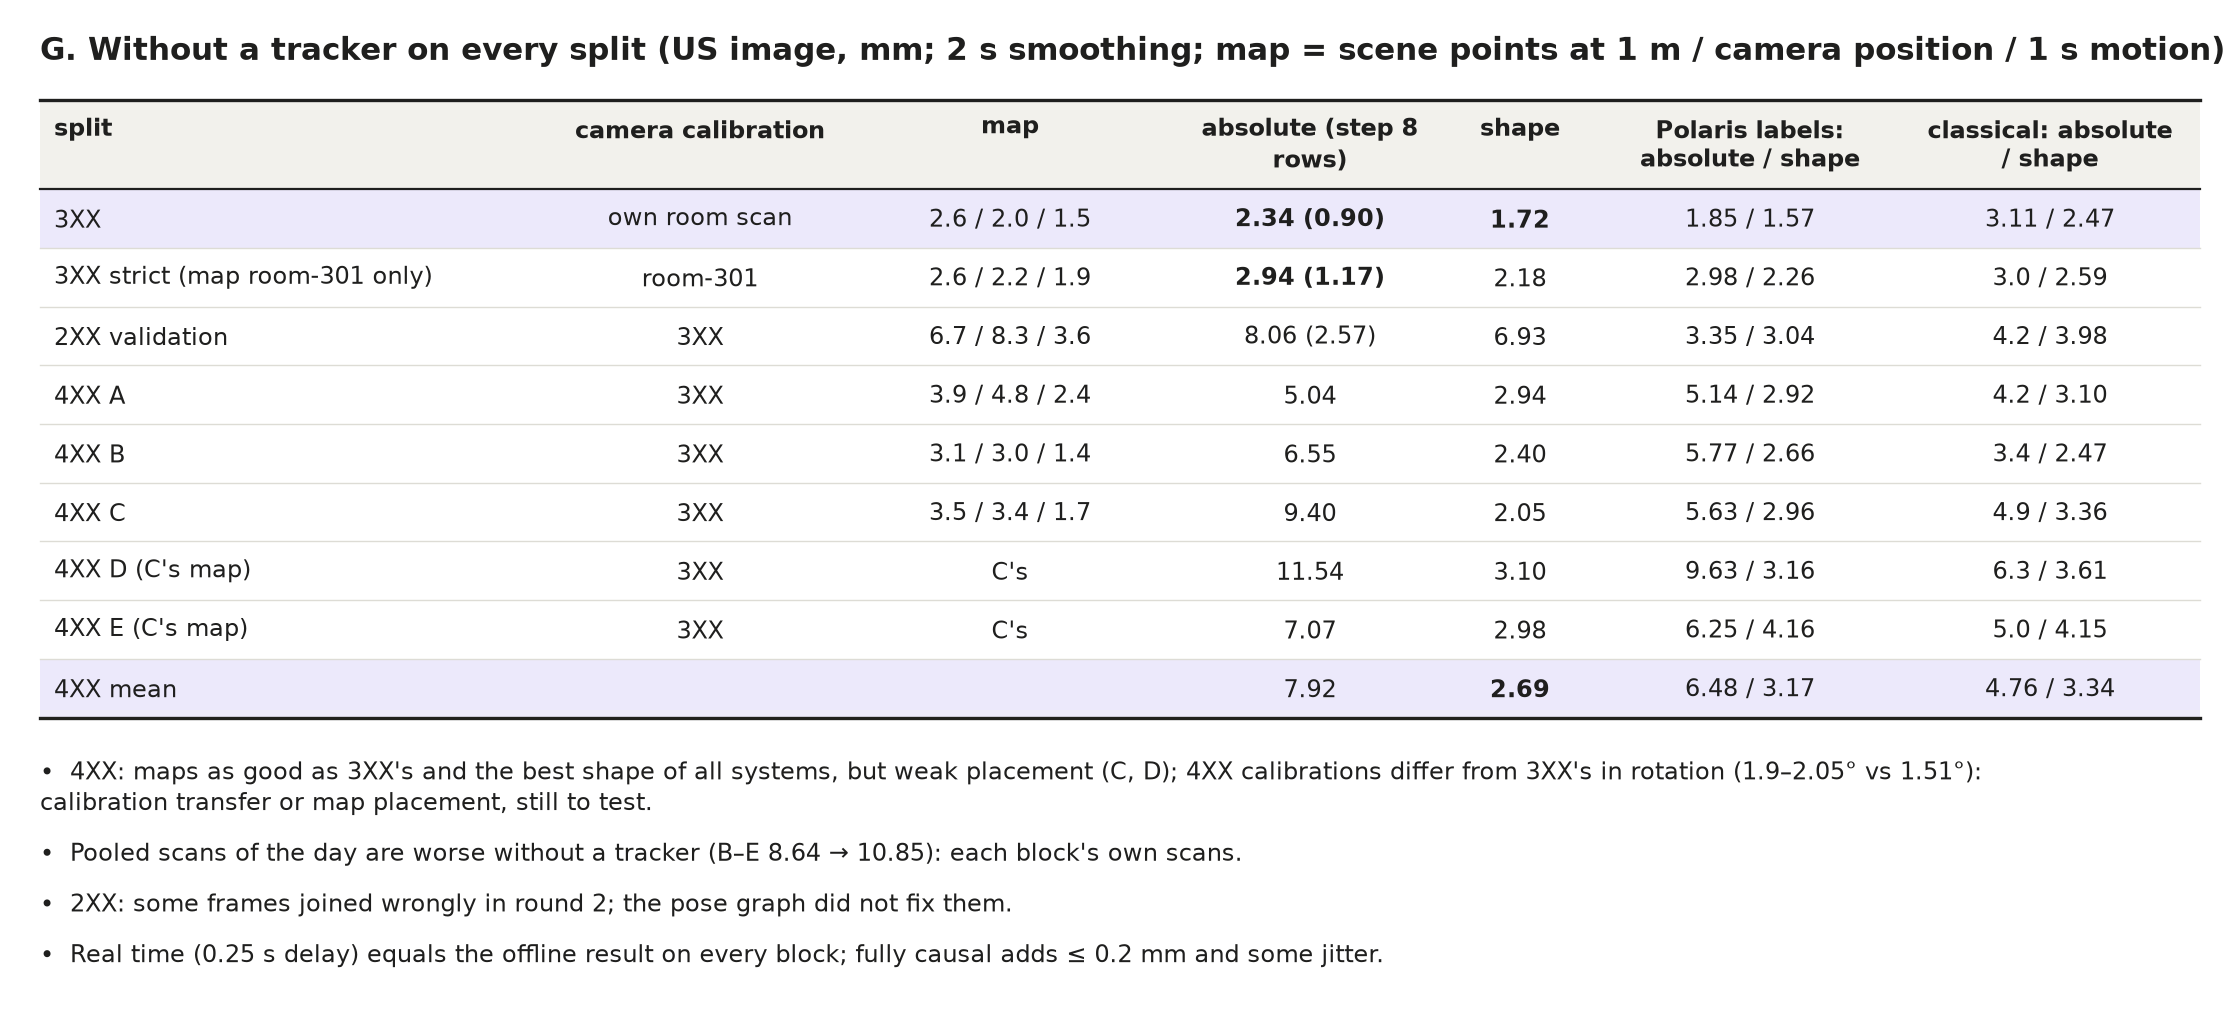 G. Without a tracker on every split (US image, mm; 2 s smoothing; map = scene points at 1 m / camera position / 1 s motion)
split camera calibration map absolute (step 8 rows) shape Polaris labels: absolute / shape classical: absolute / shape
3XX own room scan 2.6 / 2.0 / 1.5 2.34 (0.90) 1.72 1.85 / 1.57 3.11 / 2.47
3XX strict (map room-301 only) room-301 2.6 / 2.2 / 1.9 2.94 (1.17) 2.18 2.98 / 2.26 3.0 / 2.59
2XX validation 3XX 6.7 / 8.3 / 3.6 8.06 (2.57) 6.93 3.35 / 3.04 4.2 / 3.98
4XX A 3XX 3.9 / 4.8 / 2.4 5.04 2.94 5.14 / 2.92 4.2 / 3.10
4XX B 3XX 3.1 / 3.0 / 1.4 6.55 2.40 5.77 / 2.66 3.4 / 2.47
4XX C 3XX 3.5 / 3.4 / 1.7 9.40 2.05 5.63 / 2.96 4.9 / 3.36
4XX D (C's map) 3XX C's 11.54 3.10 9.63 / 3.16 6.3 / 3.61
4XX E (C's map) 3XX C's 7.07 2.98 6.25 / 4.16 5.0 / 4.15
4XX mean 7.92 2.69 6.48 / 3.17 4.76 / 3.34
• 4XX: maps as good as 3XX's and the best shape of all systems, but weak placement (C, D); 4XX calibrations differ from 3XX's in rotation (1.9–2.05° vs 1.51°):
calibration transfer or map placement, still to test.
• Pooled scans of the day are worse without a tracker (B–E 8.64 → 10.85): each block's own scans.
• 2XX: some frames joined wrongly in round 2; the pose graph did not fix them.
• Real time (0.25 s delay) equals the offline result on every block; fully causal adds ≤ 0.2 mm and some jitter.